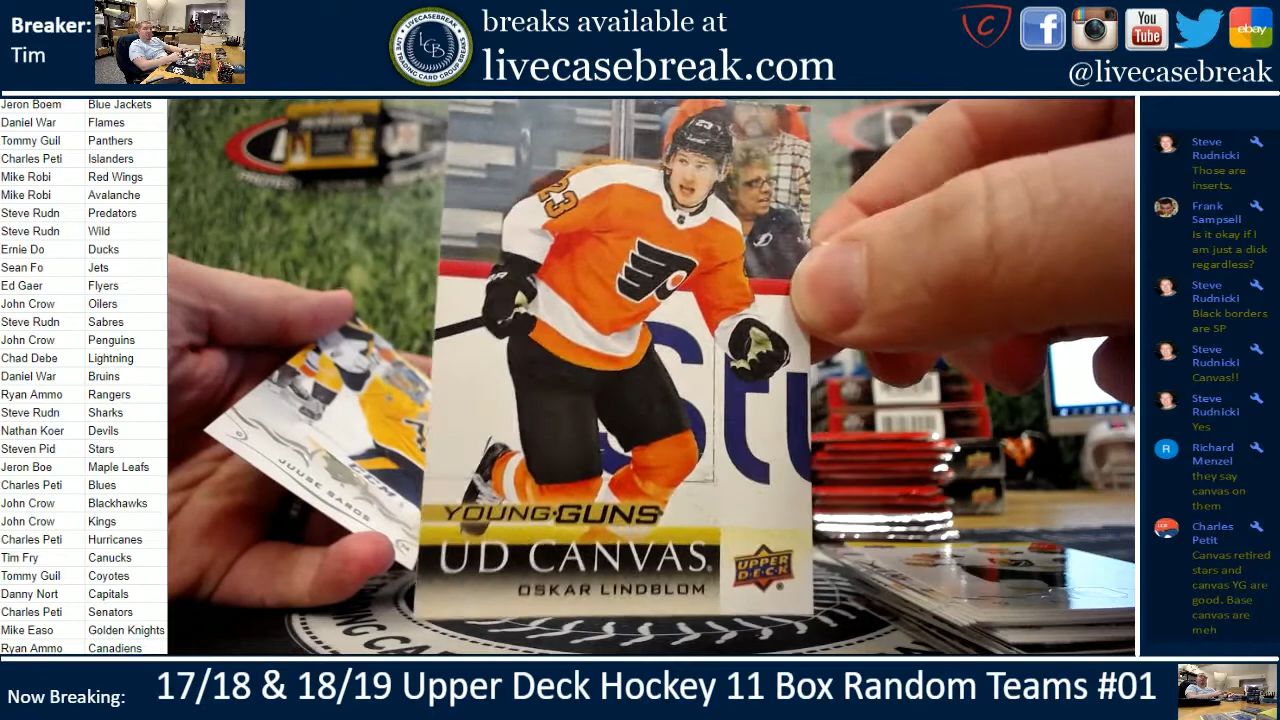 Breaker:
Tim
breaks available at
livecasebreak.com
LCB
You
Tube
ebay
@livecasebreak
Jeron Boem Blue Jackets
Daniel War Flames
Tommy Guil Panthers
Charles Peti Islanders
Mike Robi Red Wings
Mike Robi Avalanche
Steve Rudn Predators
Steve Rudn Wild
Ernie Do Ducks
Sean Fo Jets
Ed Gaer Flyers
John Crow Oilers
Steve Rudn Sabres
John Crow Penguins
Chad Debe Lightning
Daniel War Bruins
Ryan Ammo Rangers
Steve Rudn Sharks
Nathan Koer Devils
Steven Pid Stars
Jeron Boe Maple Leafs
Charles Peti Blues
John Crow Blackhawks
John Crow Kings
Charles Peti Hurricanes
Tim Fry Canucks
Tommy Guil Coyotes
Danny Nort Capitals
Charles Peti Senators
Mike Easo Golden Knights
Ryan Ammo Canadiens
23
23
JUUSE SAROS
YOUNG GUNS
UD CANVAS
OSKAR LINDBLOM
UPPER
DECK
Steve
Rudnicki
Those are
inserts.
Frank
Sampsell
Is it okay if I
am just a dick
regardless?
Steve
Rudnicki
Black borders
are SP
Steve
Rudnicki
Canvas!!
Steve
Rudnicki
Yes
R
Richard
Menzel
they say
canvas on
them
Charles
Petit
Canvas retired
stars and
canvas YG are
good. Base
canvas are
meh
Now Breaking:
17/18 & 18/19 Upper Deck Hockey 11 Box Random Teams #01